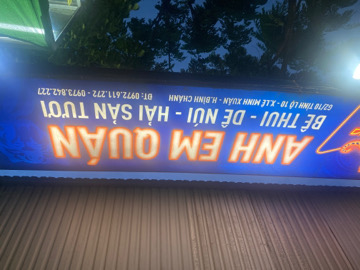 ANH EM QUÁN
BÊ THUI - DÊ NÚI - HẢI SẢN TƯƠI
G2/10 TỈNH LỘ 10 - X.LÊ MINH XUÂN - H.BÌNH CHÁNH
ĐT: 0972.611.272 - 0973.842.227